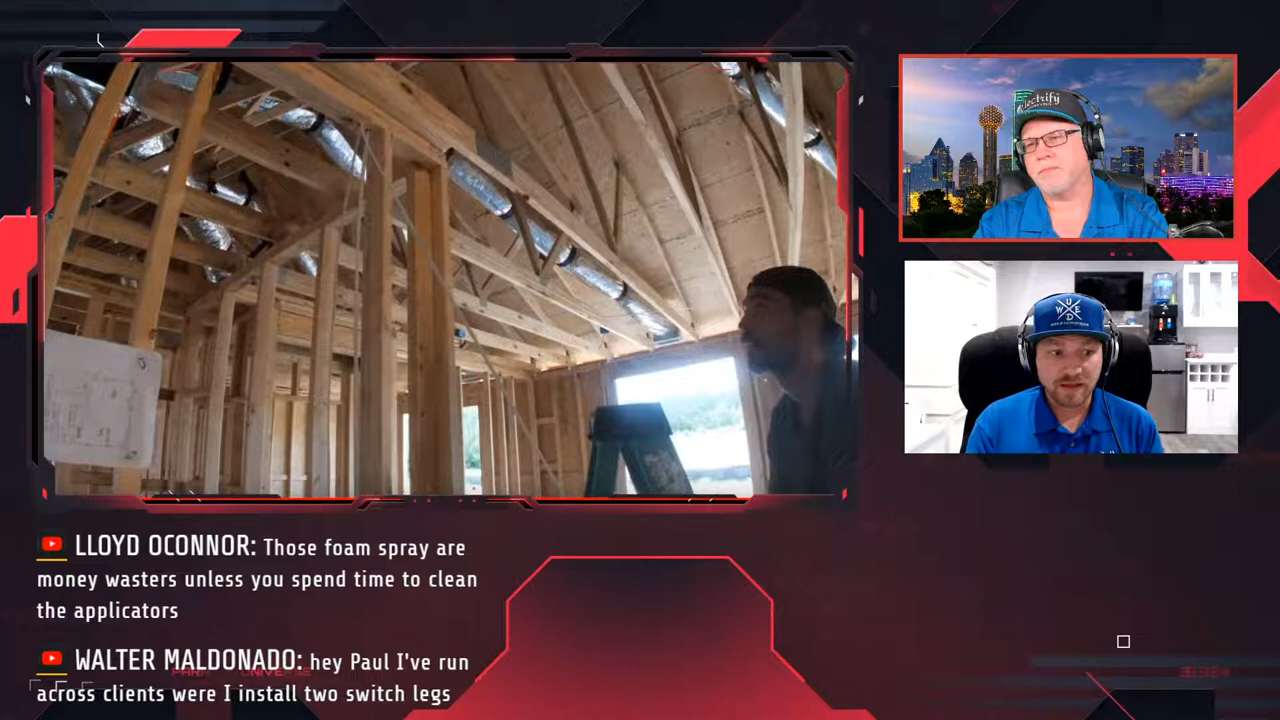 electrify
U
W E
D
LLOYD OCONNOR: Those foam spray are
money wasters unless you spend time to clean
the applicators
WALTER MALDONADO: hey Paul I've run
across clients were I install two switch legs